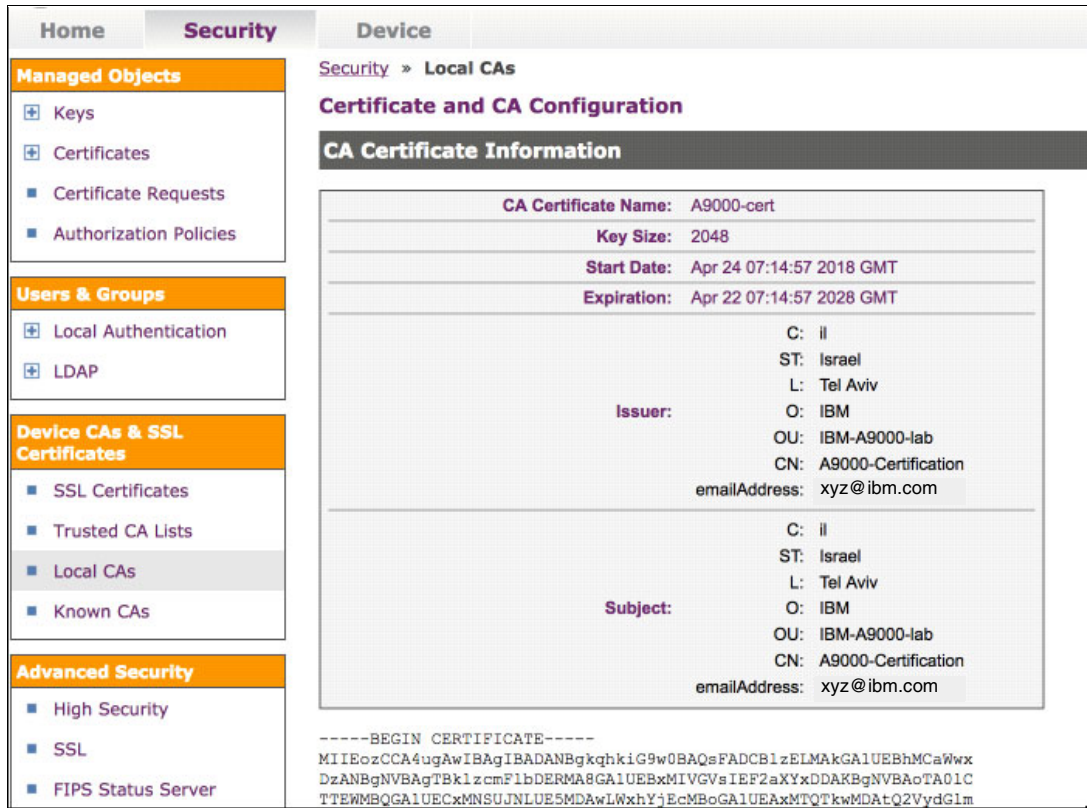 Home Security Device
Managed Objects
Keys
Certificates
Certificate Requests
Authorization Policies
Users & Groups
Local Authentication
LDAP
Device CAs & SSL
Certificates
SSL Certificates
Trusted CA Lists
Local CAs
Known CAs
Advanced Security
High Security
SSL
FIPS Status Server
Security » Local CAs
Certificate and CA Configuration
CA Certificate Information
CA Certificate Name: A9000-cert
Key Size: 2048
Start Date: Apr 24 07:14:57 2018 GMT
Expiration: Apr 22 07:14:57 2028 GMT
Issuer:
C: il
ST: Israel
L: Tel Aviv
O: IBM
OU: IBM-A9000-lab
CN: A9000-Certification
emailAddress: xyz@ibm.com
Subject:
C: il
ST: Israel
L: Tel Aviv
O: IBM
OU: IBM-A9000-lab
CN: A9000-Certification
emailAddress: xyz@ibm.com
-----BEGIN CERTIFICATE-----
MIIEozCCA4ugAwIBAgIBADANBgkqhkiG9w0BAQsFADCBlzELMAkGA1UEBhMCaWwx
DzANBgNVBAgTBklzcmFlbDERMA8GA1UEBxMIVGVsIEF2aXYxDDAKBgNVBAoTA0lC
TTEWMBQGA1UECxMNSUJNLUE5MDAwLWxhYjEcMBoGA1UEAxMTQTkwMDAtQ2VydGlm